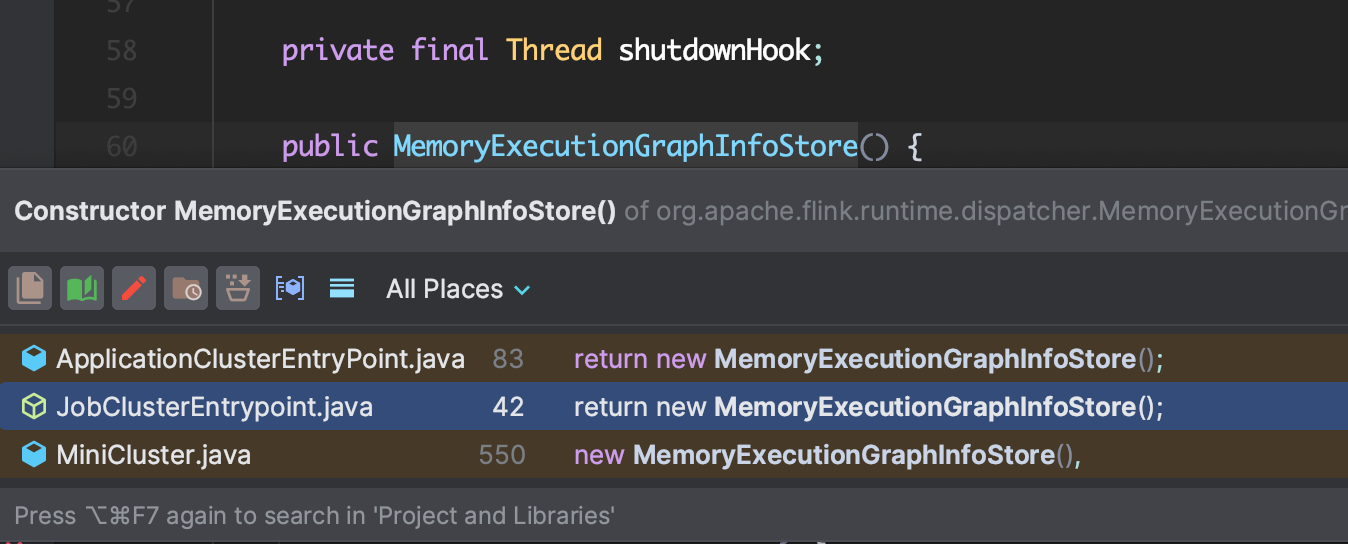 57
58 private final Thread shutdownHook;
59
60 public MemoryExecutionGraphInfoStore() {
Constructor MemoryExecutionGraphInfoStore() of org.apache.flink.runtime.dispatcher.MemoryExecutionGr
All Places
ApplicationClusterEntryPoint.java 83 return new MemoryExecutionGraphInfoStore();
JobClusterEntrypoint.java 42 return new MemoryExecutionGraphInfoStore();
MiniCluster.java 550 new MemoryExecutionGraphInfoStore(),
Press ⌥⌘F7 again to search in 'Project and Libraries'